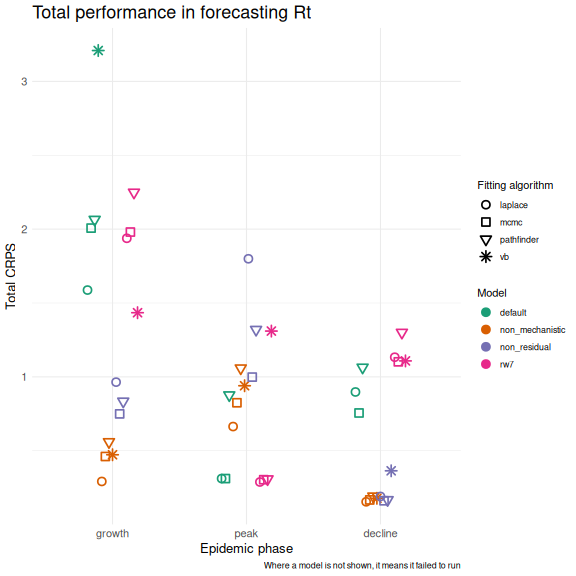 Total performance in forecasting Rt
Total CRPS
3
2
1
growth
peak
decline
Epidemic phase
Where a model is not shown, it means it failed to run
Fitting algorithm
laplace
mcmc
pathfinder
vb
Model
default
non_mechanistic
non_residual
rw7